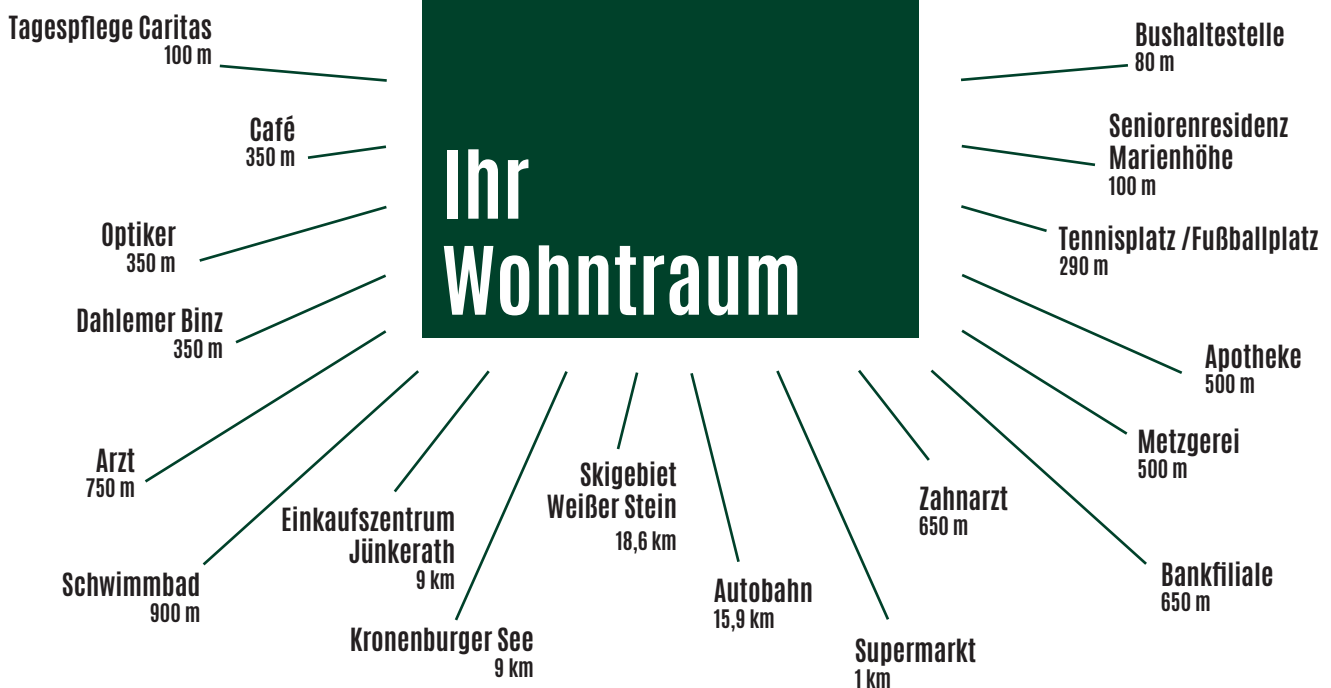 Tagespflege Caritas
100 m
Café
350 m
Optiker
350 m
Dahlemer Binz
350 m
Arzt
750 m
Schwimmbad
900 m
Ihr
Wohntraum
Einkaufszentrum
Jünkerath
9 km
Kronenburger See
9 km
Skigebiet
Weißer Stein
18,6 km
Autobahn
15,9 km
Supermarkt
1 km
Zahnarzt
650 m
Bushaltestelle
80 m
Seniorenresidenz
Marienhöhe
100 m
Tennisplatz /Fußballplatz
290 m
Apotheke
500 m
Metzgerei
500 m
Bankfiliale
650 m